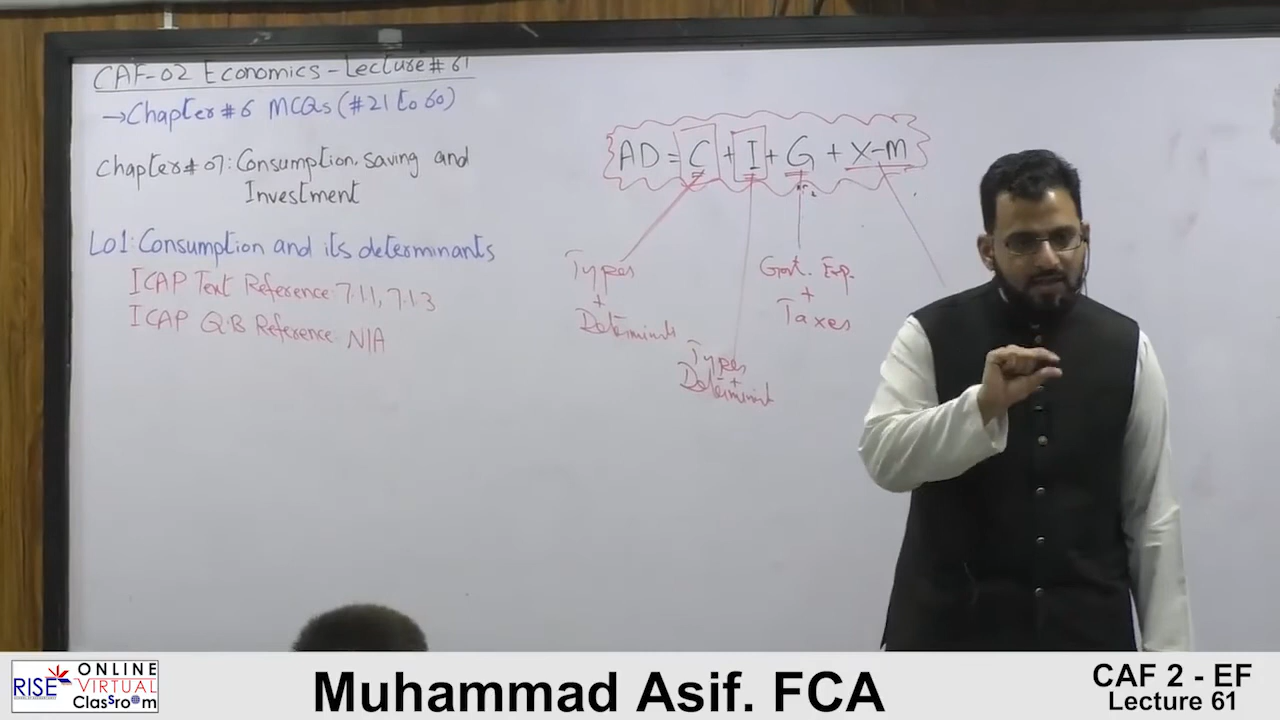 CAF-02 Economics - Lecture # 61
→ Chapter # 6 MCQs (# 21 to 60)
Chapter # 07: Consumption, saving and
Investment
LO1: Consumption and its determinants
ICAP Text Reference: 7.1.1, 7.1.3
ICAP Q.B Reference: N/A
AD = C + I + G + X-M
Types
+
Determinants
Types
+
Determinant
Govt. Exp.
+
Taxes
RISE
ONLINE
VIRTUAL
ClassrOOm
Muhammad Asif. FCA
CAF 2 - EF
Lecture 61